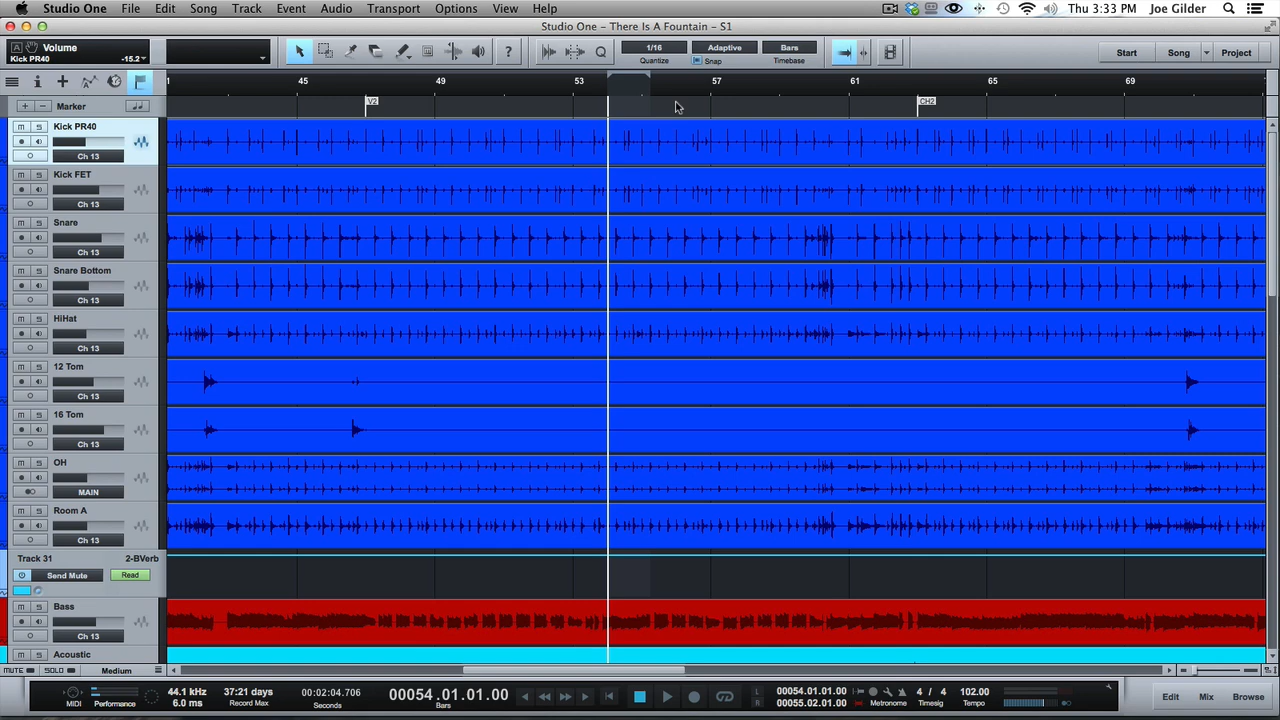 Studio One File Edit Song Track Event Audio Transport Options View Help Thu 3:33 PM Joe Gilder
Studio One – There Is A Fountain – S1
Volume
Kick PR40 -15.2
1/16 Adaptive Bars
Quantize Snap Timebase
Start Song Project
45 49 53 57 61 65 69
Marker
V2 CH2
Kick PR40
M S
Ch 13
Kick FET
M S
Ch 13
Snare
M S
Ch 13
Snare Bottom
M S
Ch 13
HiHat
M S
Ch 13
12 Tom
M S
Ch 13
16 Tom
M S
Ch 13
OH
M S
MAIN
Room A
M S
Ch 13
Track 31 2-BVerb
Send Mute Read
Bass
M S
Ch 13
Acoustic
MUTE SOLO Medium
44.1 kHz 37:21 days 00:02:04.706 00054.01.01.00 L 00054.01.01.00 4 / 4 102.00
6.0 ms R 00055.02.01.00
MIDI Performance Record Max Seconds Bars Metronome Timesig Tempo
Edit Mix Browse